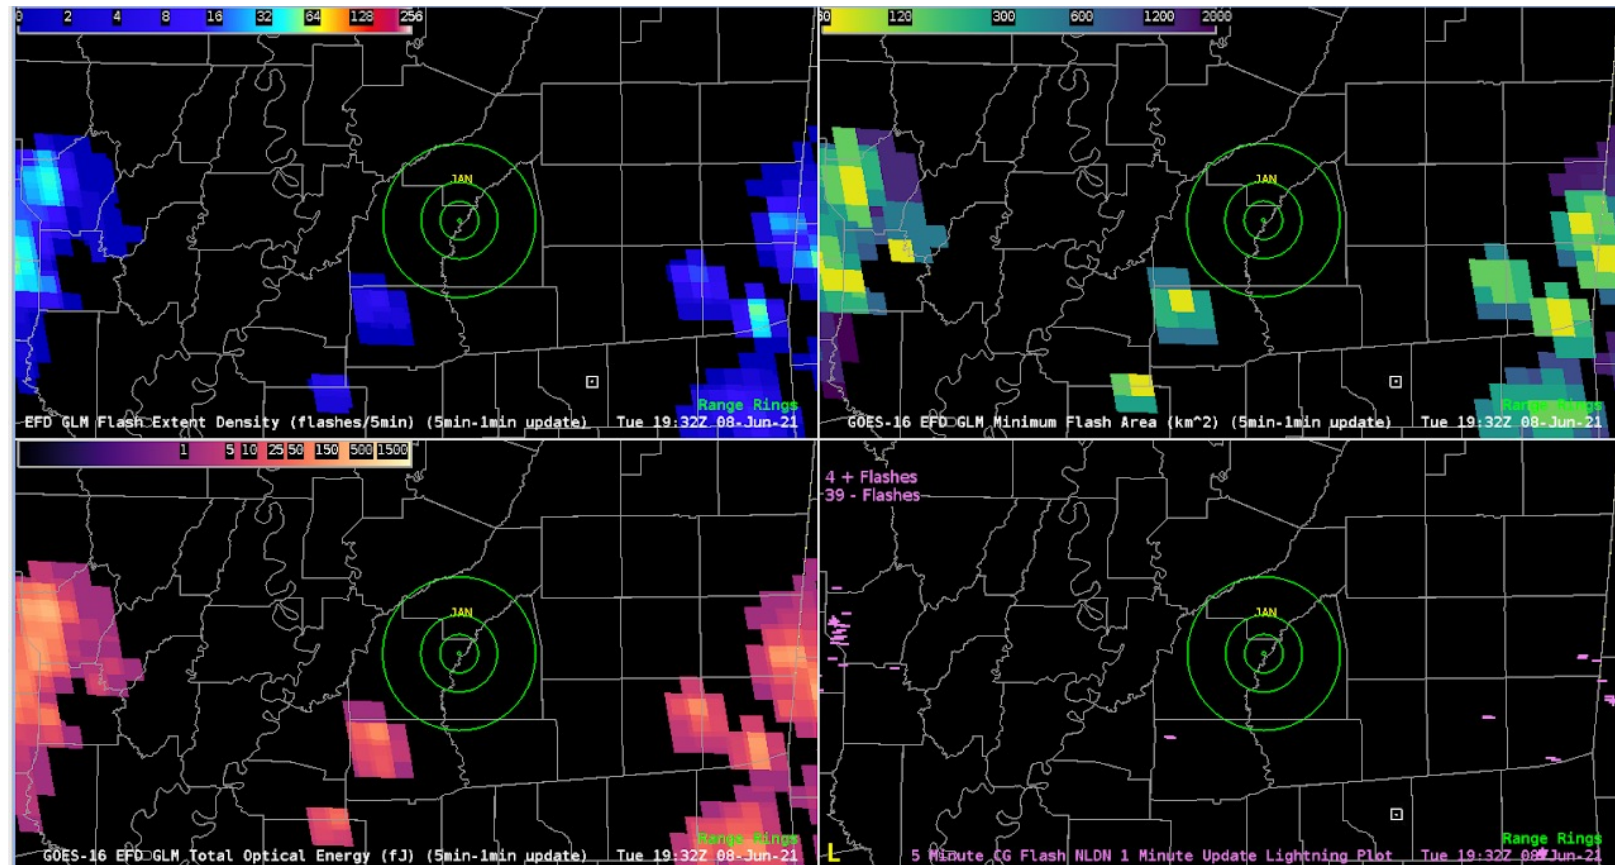 0 2 4 8 16 32 64 128 256
60 120 300 600 1200 2000
JAN
JAN
Range Rings
EFD GLM Flash Extent Density (flashes/5min) (5min-1min update) Tue 19:32Z 08-Jun-21
Range Rings
GOES-16 EFD GLM Minimum Flash Area (km^2) (5min-1min update) Tue 19:32Z 08-Jun-21
1 5 10 25 50 150 500 1500
4 + Flashes
39 - Flashes
JAN
JAN
Range Rings
GOES-16 EFD GLM Total Optical Energy (fJ) (5min-1min update) Tue 19:32Z 08-Jun-21
Range Rings
L 5 Minute CG Flash NLDN 1 Minute Update Lightning Plot Tue 19:32Z 08-Jun-21